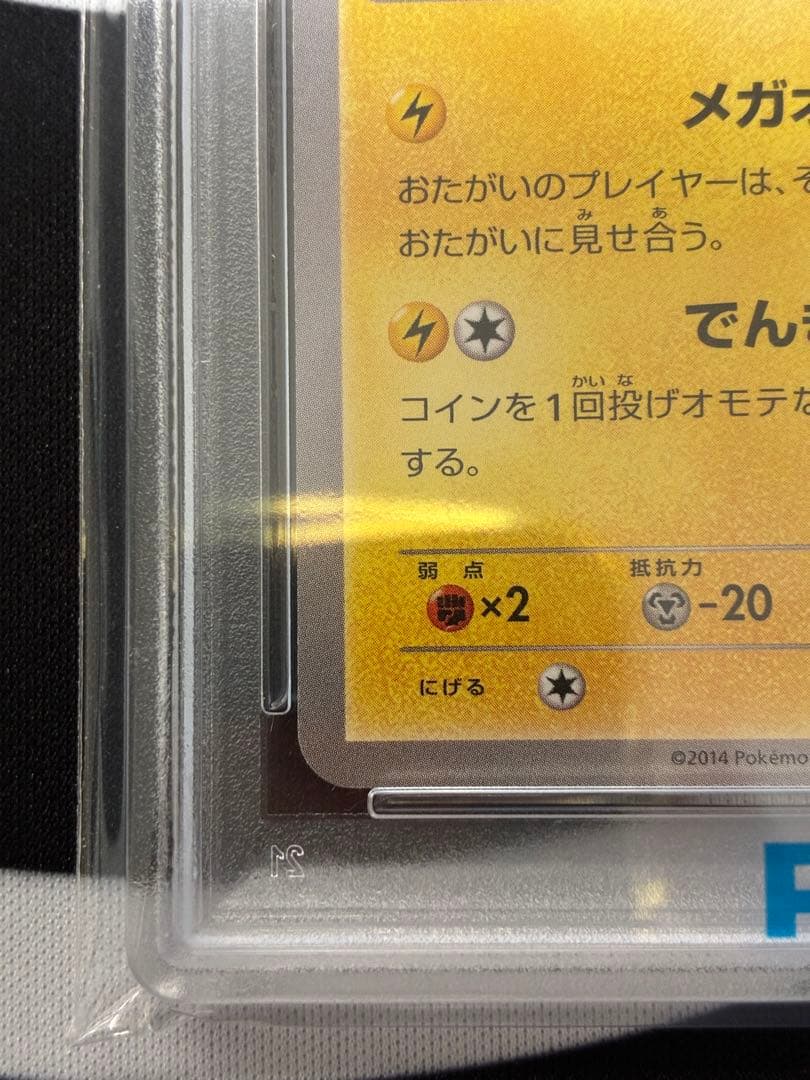 メガオ
おたがいのプレイヤーは、そ
おたがいに見せ合う。
み
あ
でんき
かい な
コインを1回投げオモテな
する。
弱点
抵抗力
×2
-20
にげる
©2014 Pokémo
21
P